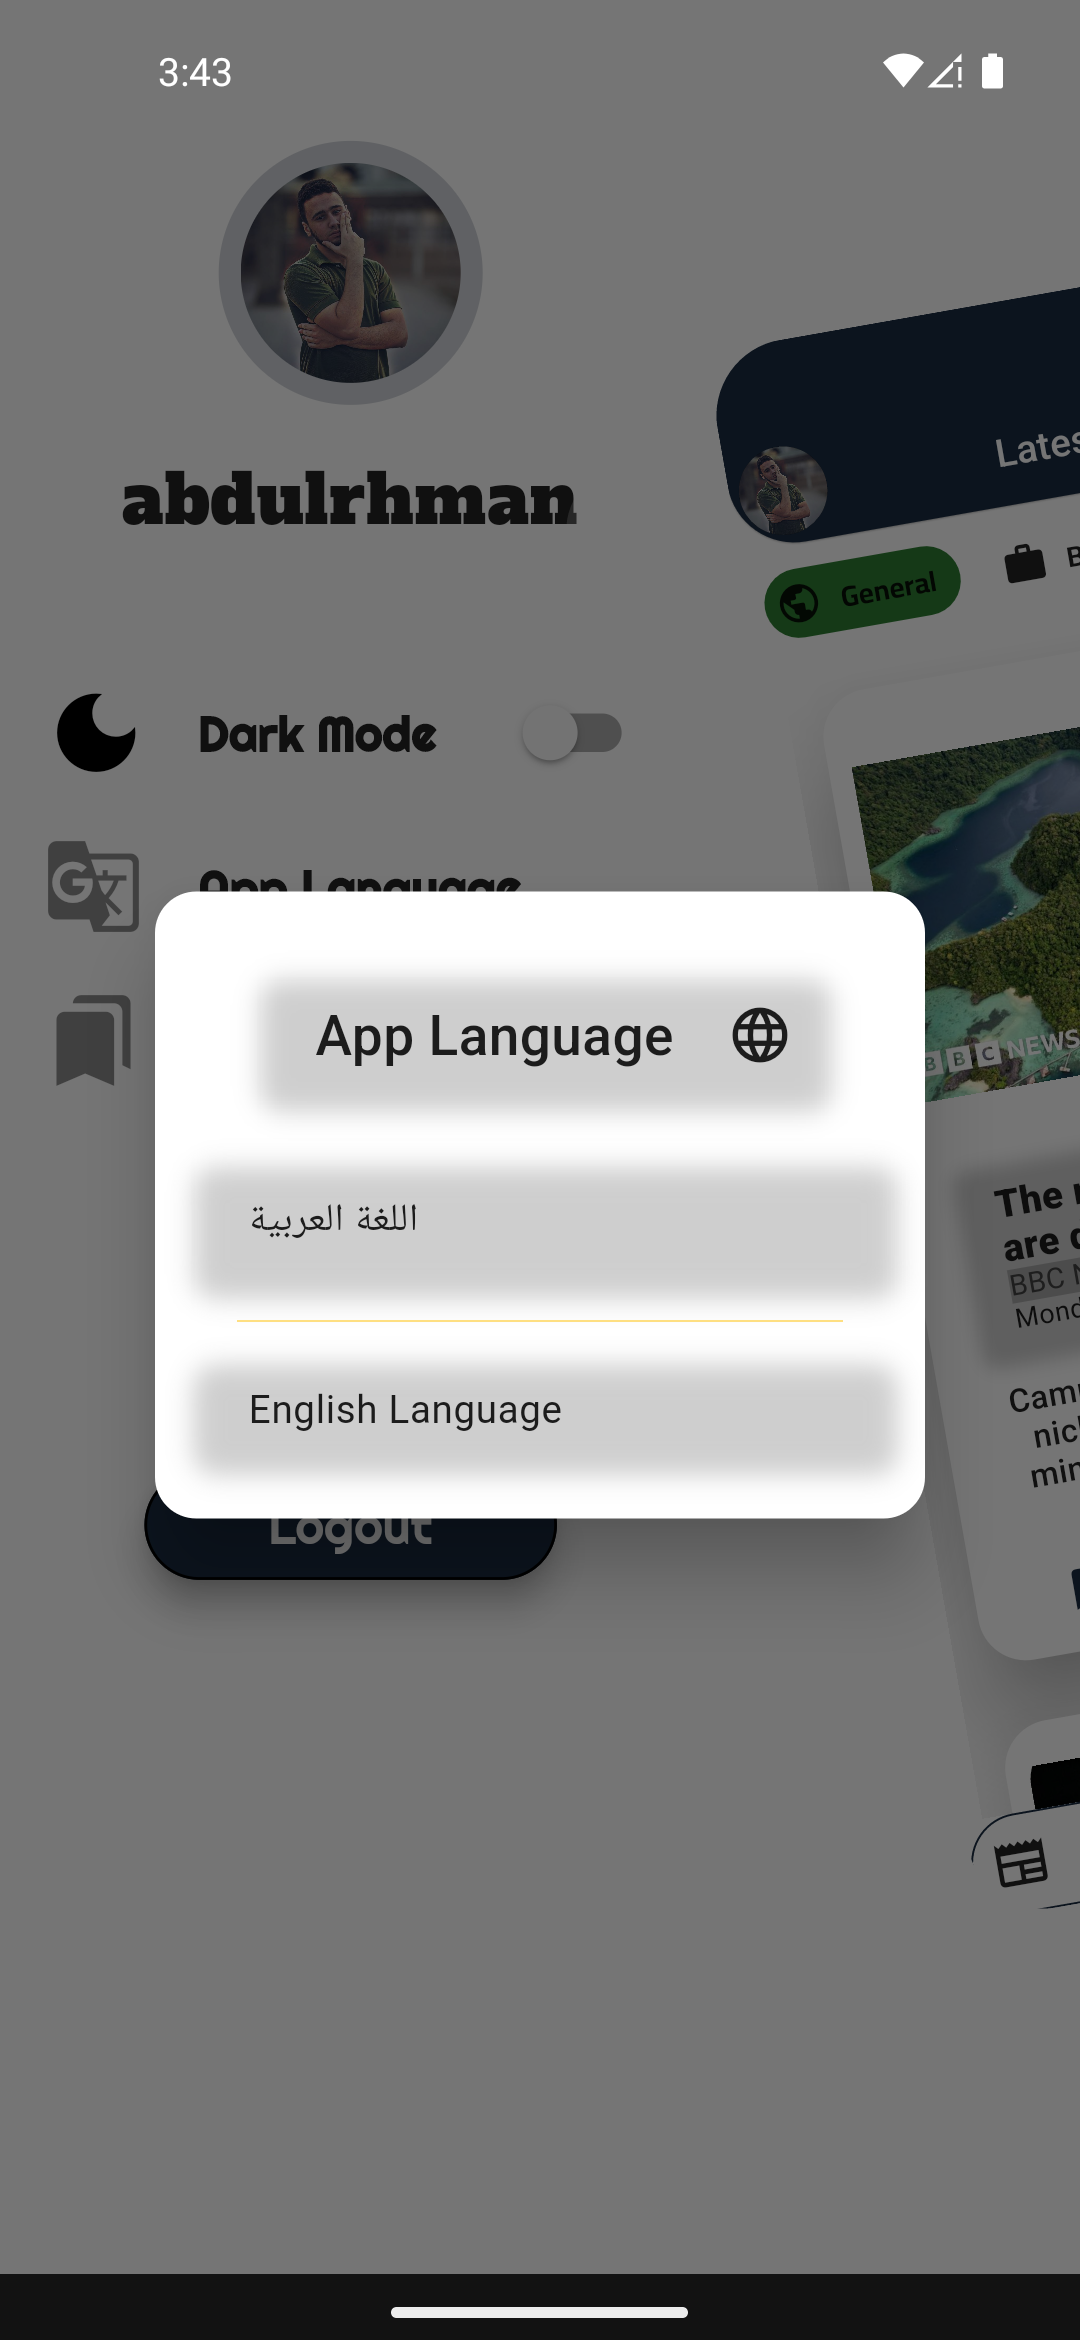 3:43
abdulrhman
Lates
General
B
Dark Mode
App Language
App Language
اللغة العربية
English Language
BBC NEWS
The
are
BBC
Mond
Cam
nic
min
Logout